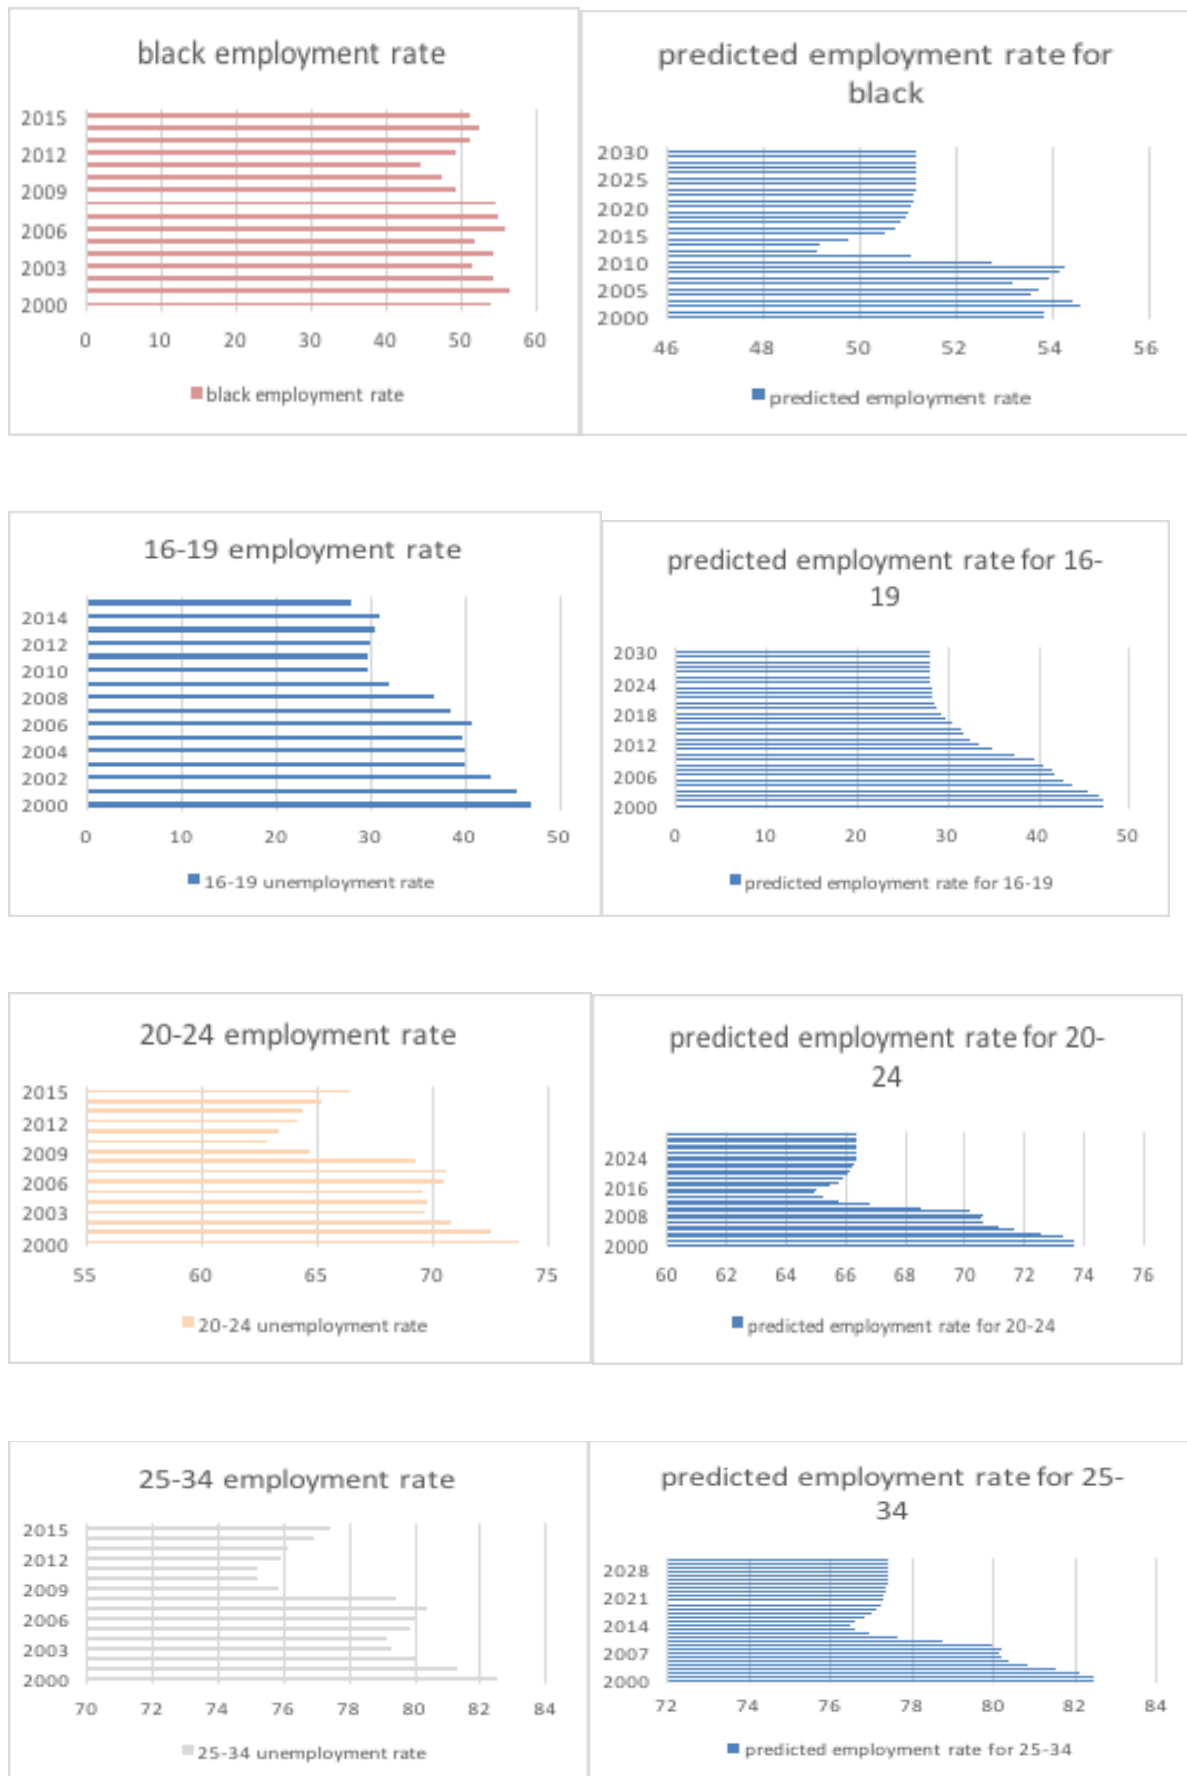 black employment rate
2015
2012
2009
2006
2003
2000
0 10 20 30 40 50 60
black employment rate
predicted employment rate for
black
2030
2025
2020
2015
2010
2005
2000
46 48 50 52 54 56
predicted employment rate
16-19 employment rate
2014
2012
2010
2008
2006
2004
2002
2000
0 10 20 30 40 50
16-19 unemployment rate
predicted employment rate for 16-
19
2030
2024
2018
2012
2006
2000
0 10 20 30 40 50
predicted employment rate for 16-19
20-24 employment rate
2015
2012
2009
2006
2003
2000
55 60 65 70 75
20-24 unemployment rate
predicted employment rate for 20-
24
2024
2016
2008
2000
60 62 64 66 68 70 72 74 76
predicted employment rate for 20-24
25-34 employment rate
2015
2012
2009
2006
2003
2000
70 72 74 76 78 80 82 84
25-34 unemployment rate
predicted employment rate for 25-
34
2028
2021
2014
2007
2000
72 74 76 78 80 82 84
predicted employment rate for 25-34